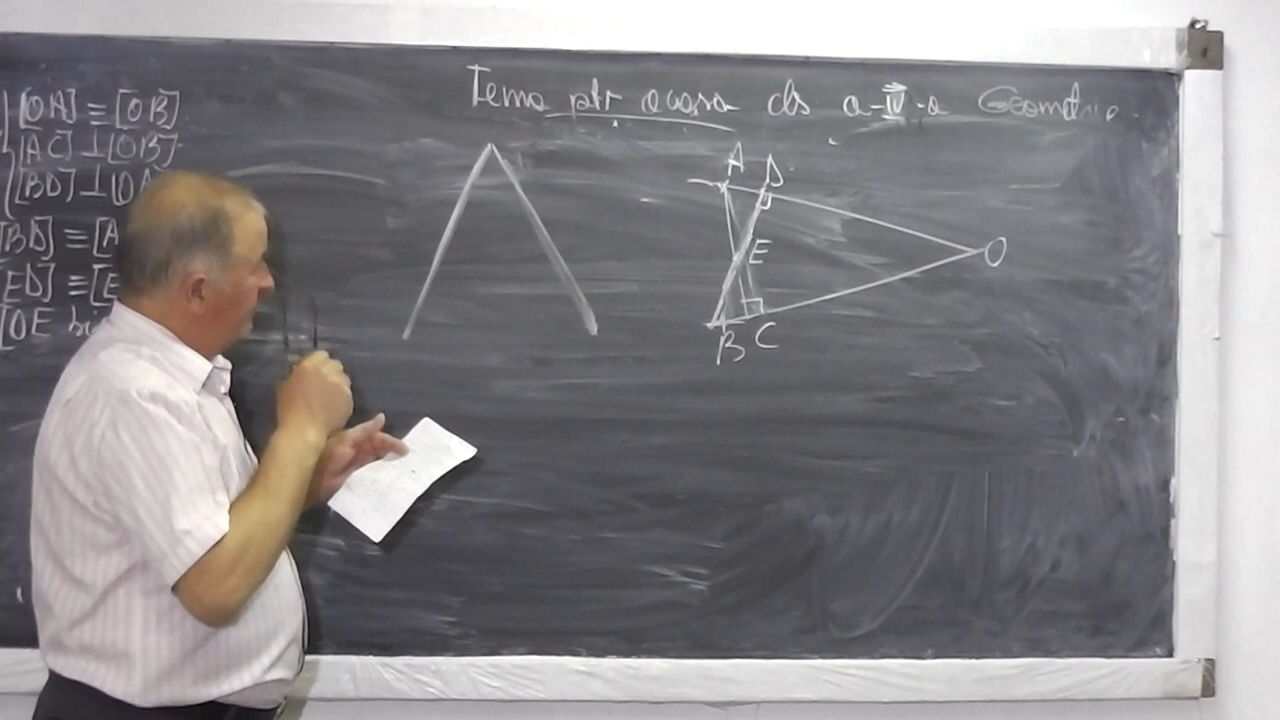 Tema ptr acasa cls a-IV-a Geometrie
[OA] ≡ [OB]
[AC] ⊥ [OB]
[BD] ⊥ [OA
[BD] ≡ [A
[ED] ≡ [E
[OE bi
A D
E
O
B C